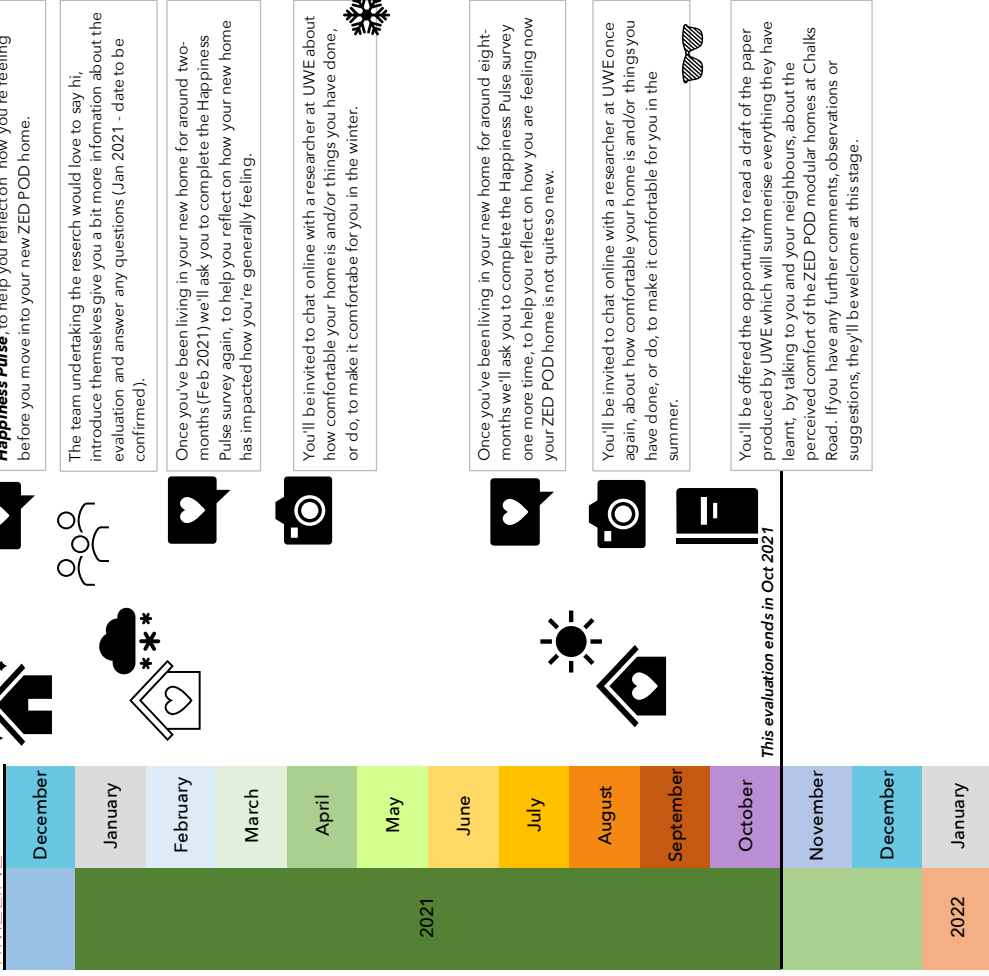 Happiness Pulse, to help you reflect on how you're feeling
before you move into your new ZED POD home.
The team undertaking the reserch would love to say hi,
introduce themselves give you a bit more infomation about the
evaluation and answer any questions (Jan 2021 - date to be
confirmed).
Once you've been living in your new home for around two-
months (Feb 2021) we'll ask you to complete the Happiness
Pulse survey again, to help you reflect on how your new home
has impacted how you're generally feeling.
You'll be invited to chat online with a researcher at UWE about
how comfortable your home is and/or things you have done,
or do, to make it comfortabe for you in the winter.
Once you've been living in your new home for around eight-
months we'll ask you to complete the Happiness Pulse survey
one more time, to help you reflect on how you are feeling now
your ZED POD home is not quite so new.
You'll be invited to chat online with a researcher at UWE once
again, about how comfortable your home is and/or things you
have done, or do, to make it comfortable for you in the
summer.
You'll be offered the opportunity to read a draft of the paper
produced by UWE which will summerise everything they have
learnt, by talking to you and your neighbours, about the
perceived comfort of the ZED POD modular homes at Chalks
Road. If you have any further comments, observations or
suggestions, they'll be welcome at this stage.
This evaluation ends in Oct 2021
December
January
February
March
April
May
June
July
August
September
October
November
December
January
2021
2022